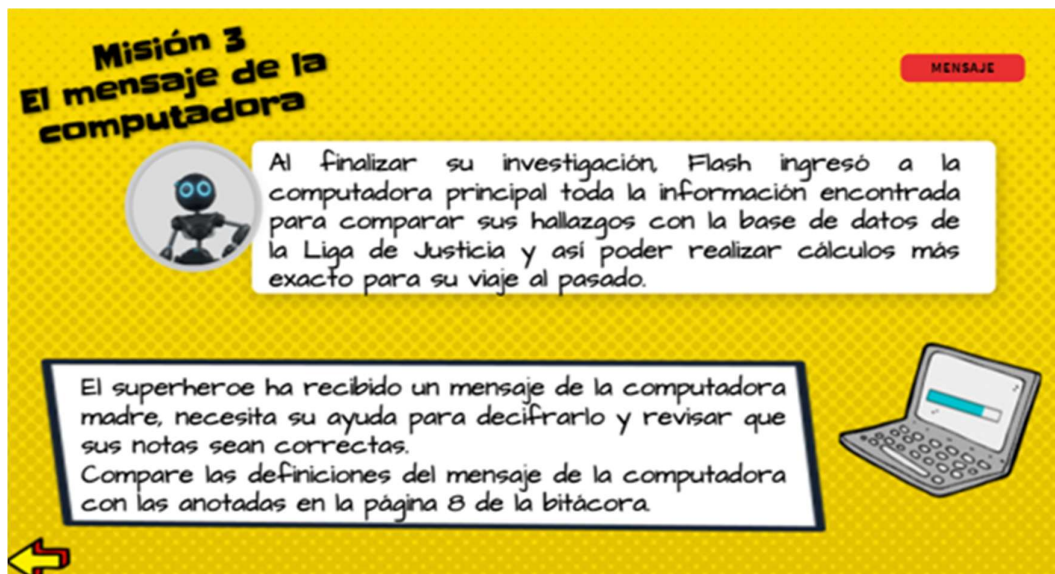 Misión 3
El mensaje de la
computadora
MENSAJE
Al finalizar su investigación, Flash ingresó a la
computadora principal toda la información encontrada
para comparar sus hallazgos con la base de datos de
la Liga de Justicia y así poder realizar cálculos más
exacto para su viaje al pasado.
El superheroe ha recibido un mensaje de la computadora
madre, necesita su ayuda para decifrarlo y revisar que
sus notas sean correctas.
Compare las definiciones del mensaje de la computadora
con las anotadas en la página 8 de la bitácora.